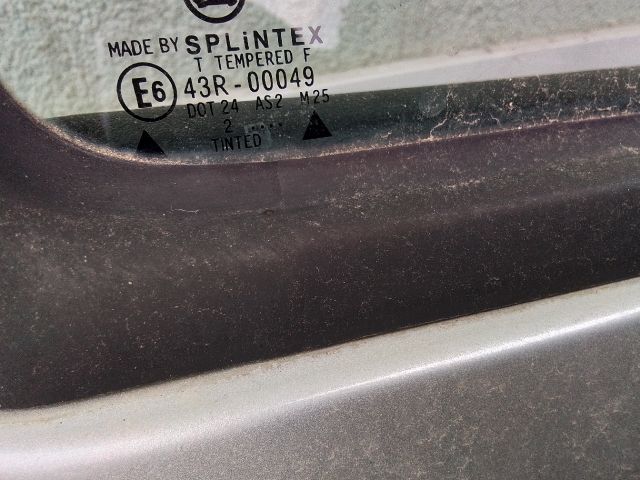 MADE BY SPLiNTEX
T TEMPERED F
E6 43R-00049
DOT 24 AS2 M25
2 ....
TINTED